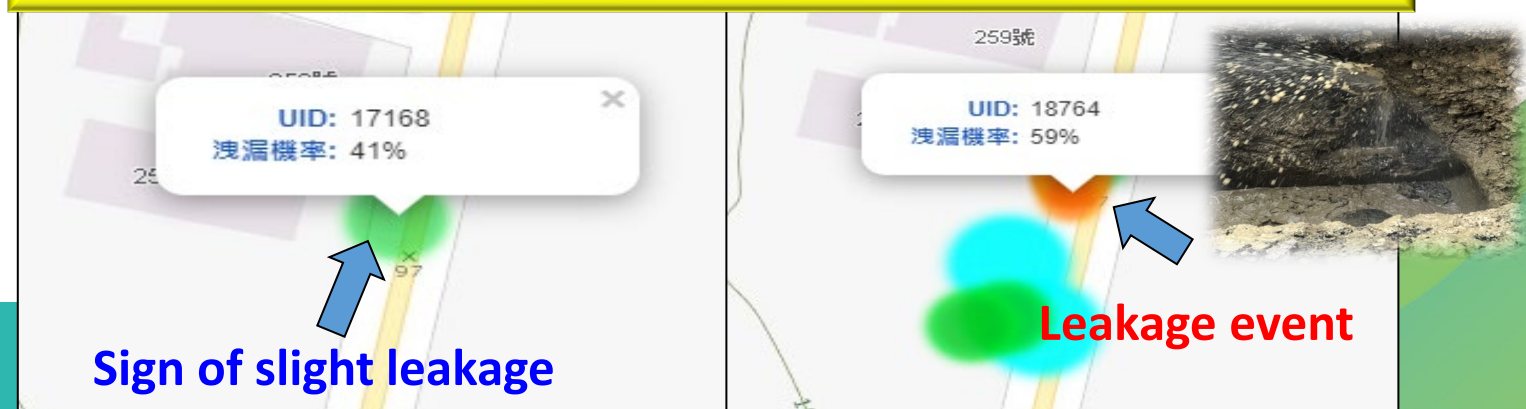 UID: 17168
洩漏機率: 41%
97
Sign of slight leakage
259號
UID: 18764
洩漏機率: 59%
Leakage event